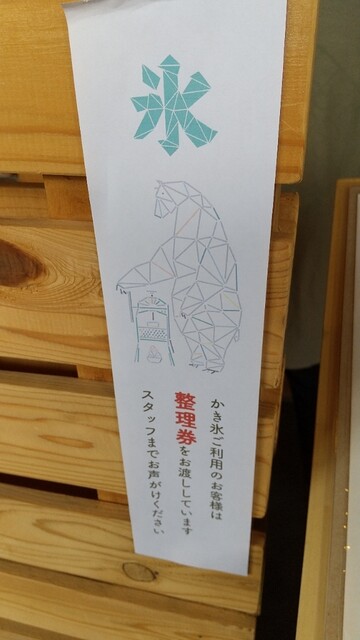 氷
かき氷ご利用のお客様は
整理券をお渡ししています
スタッフまでお声がけください